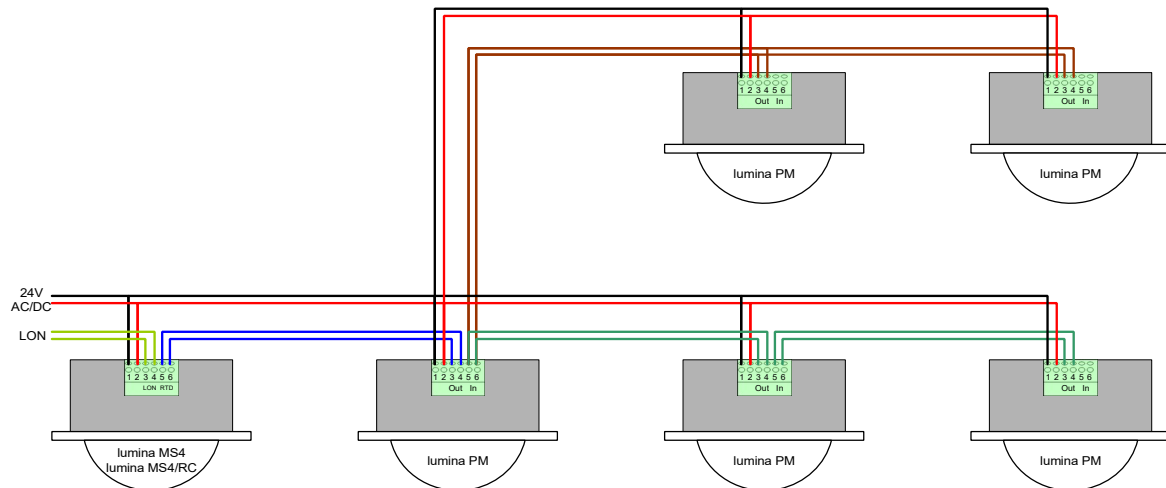 1 2 3 4 5 6
Out In
lumina PM
1 2 3 4 5 6
Out In
lumina PM
24V
AC/DC
LON
1 2 3 4 5 6
LON RTD
lumina MS4
lumina MS4/RC
1 2 3 4 5 6
Out In
lumina PM
1 2 3 4 5 6
Out In
lumina PM
1 2 3 4 5 6
Out In
lumina PM